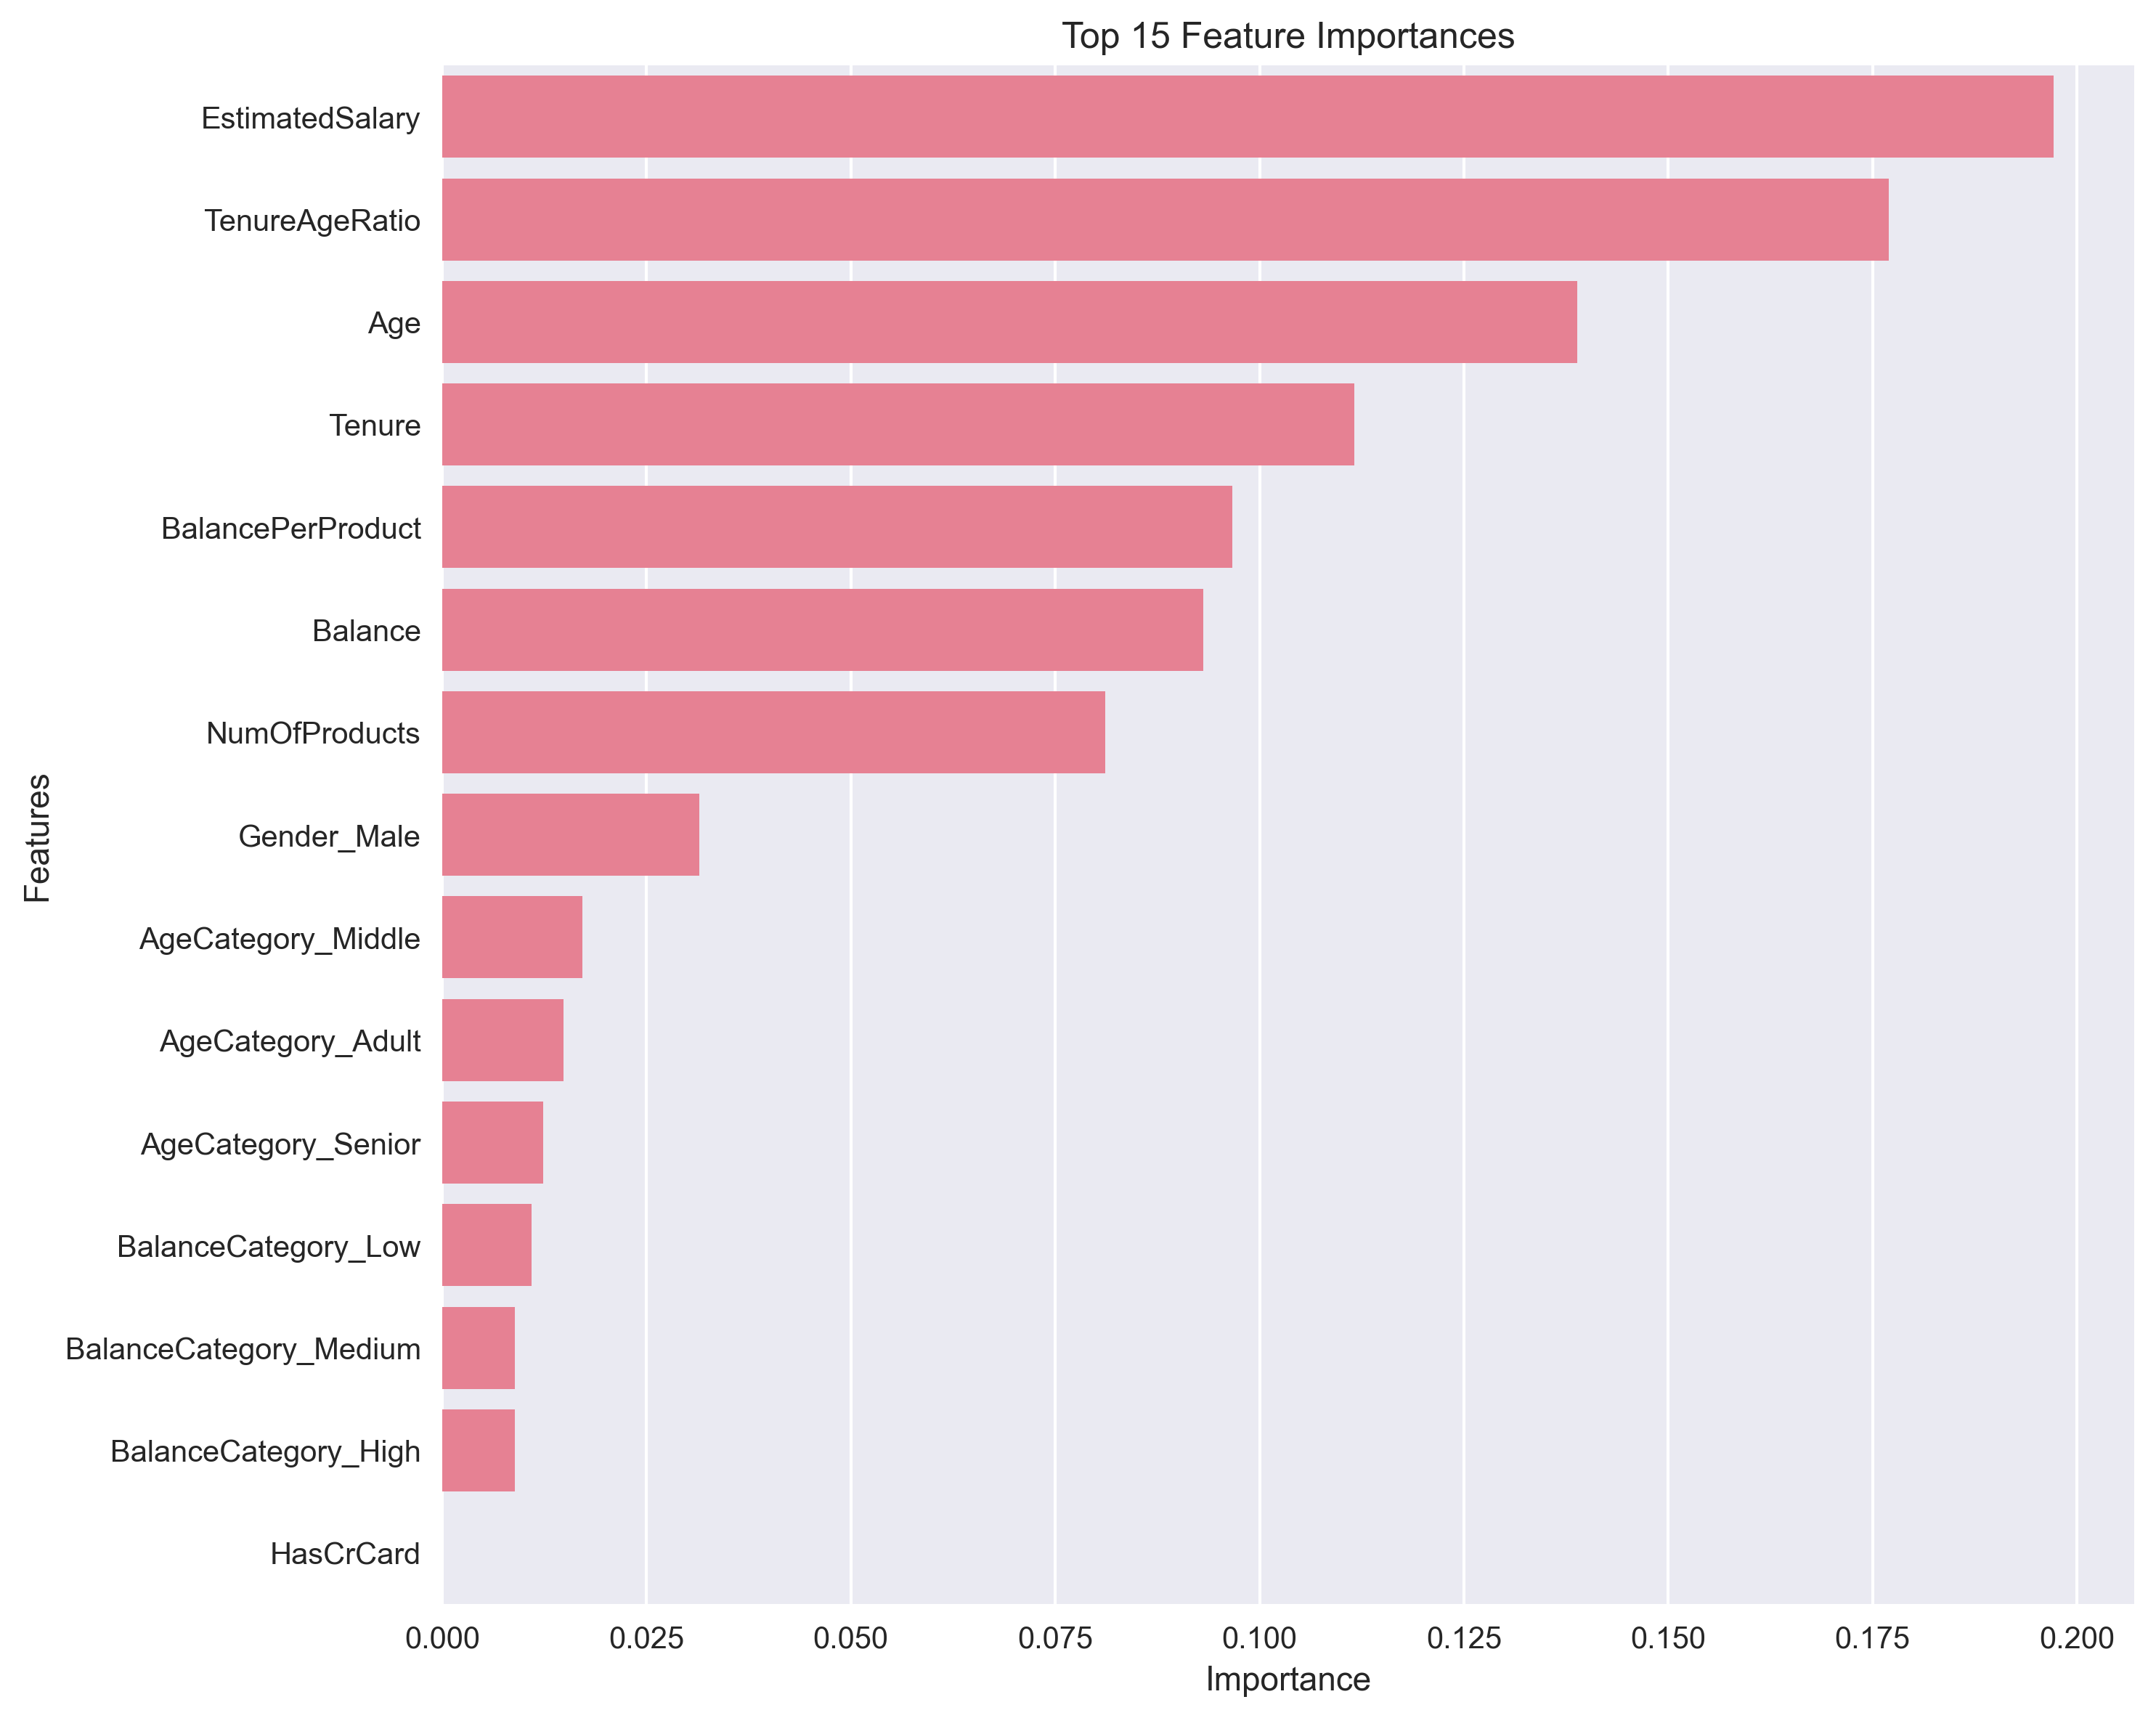 Top 15 Feature Importances
EstimatedSalary
TenureAgeRatio
Age
Tenure
BalancePerProduct
Balance
NumOfProducts
Gender_Male
AgeCategory_Middle
AgeCategory_Adult
AgeCategory_Senior
BalanceCategory_Low
BalanceCategory_Medium
BalanceCategory_High
HasCrCard
Features
0.000 0.025 0.050 0.075 0.100 0.125 0.150 0.175 0.200
Importance